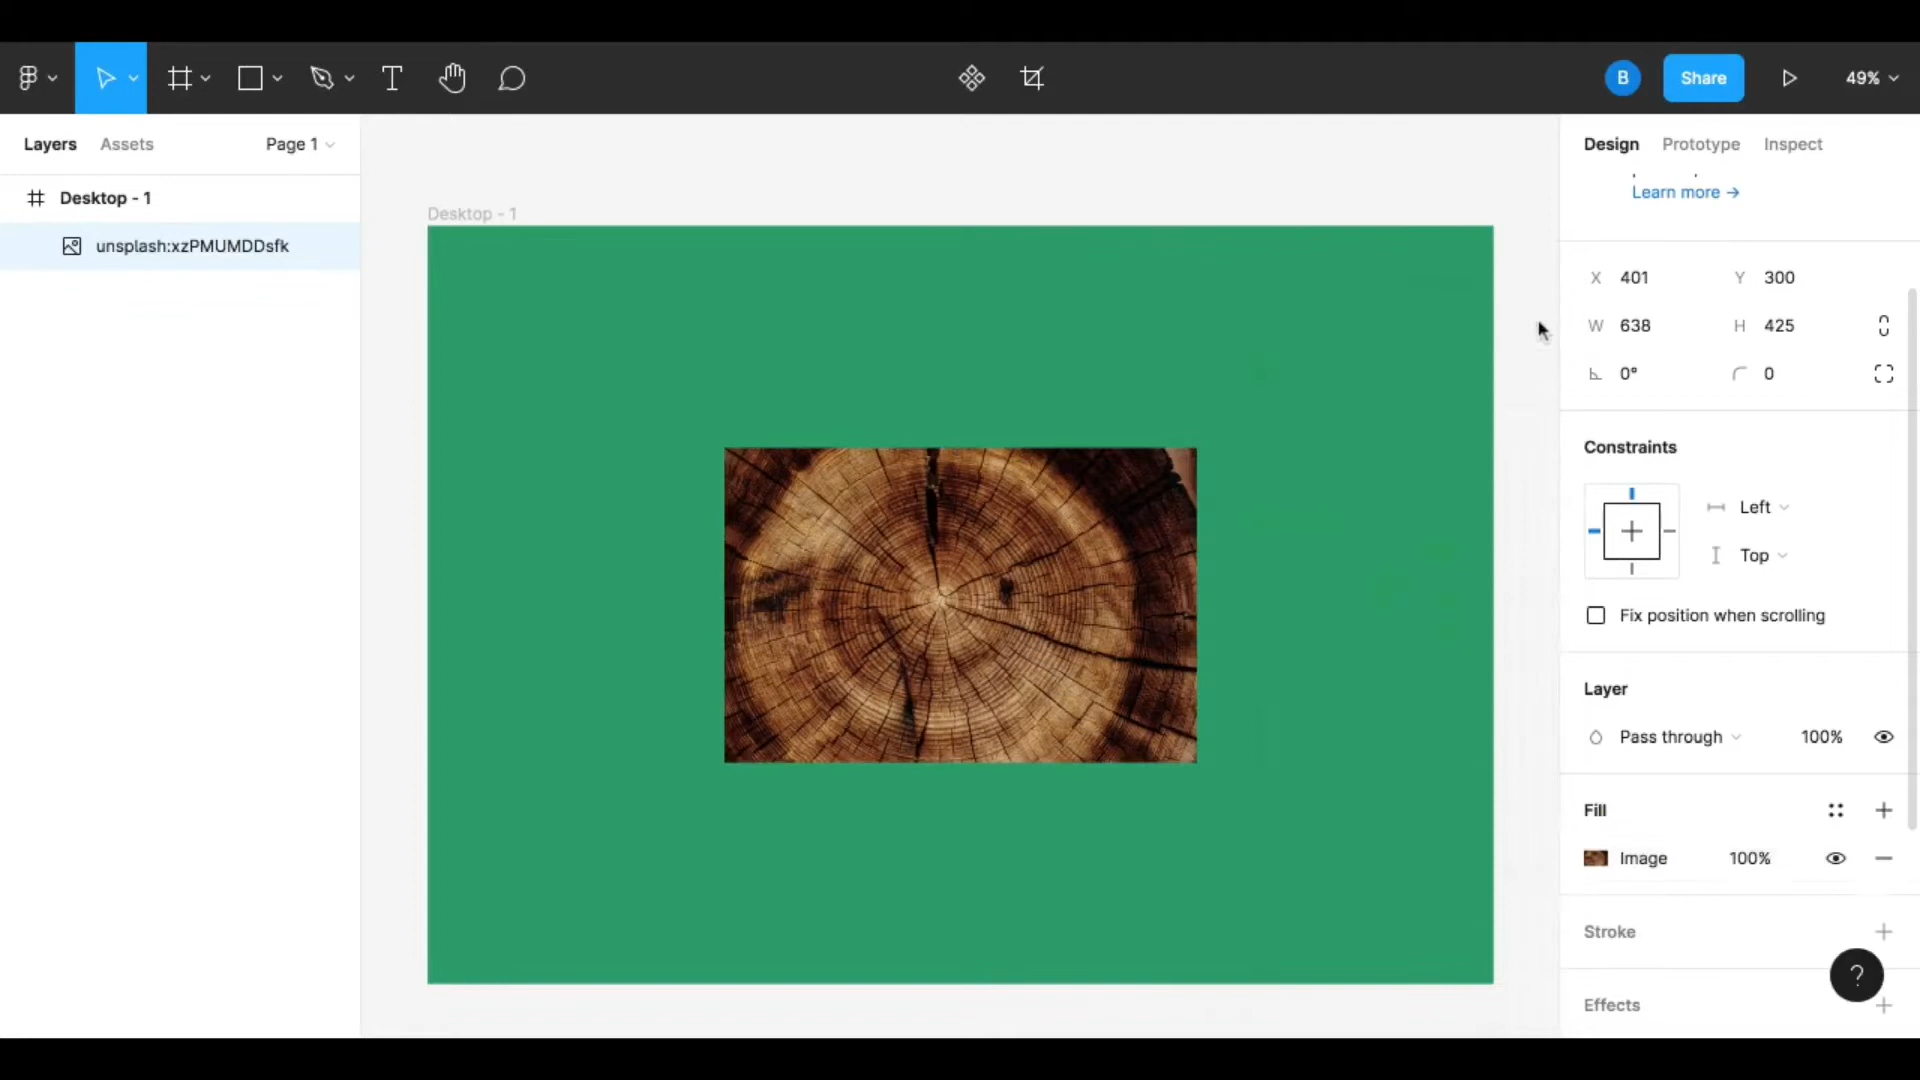 B
Share
49%
Layers
Assets
Page 1
Design
Prototype
Inspect
Desktop - 1
unsplash:xzPMUMDDsfk
Desktop - 1
Learn more →
X 401
Y 300
W 638
H 425
0°
0
Constraints
Left
Top
Fix position when scrolling
Layer
Pass through
100%
Fill
Image
100%
Stroke
Effects
?